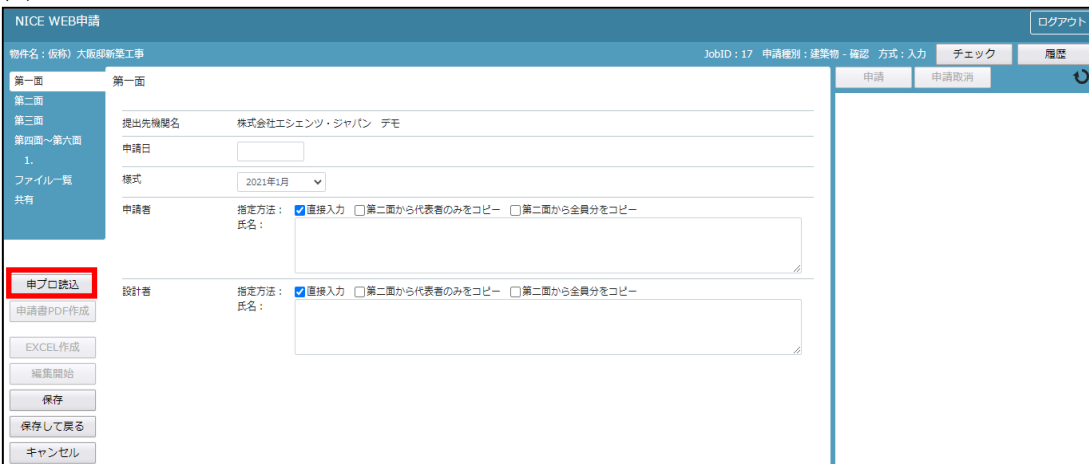 NICE WEB申請
ログアウト
物件名：仮称）大阪邸新築工事
JobID：17 申請種別：建築物 - 確認 方式：入力
チェック
履歴
第一面
第二面
第三面
第四面～第六面
1.
ファイル一覧
共有
申プロ読込
申請書PDF作成
EXCEL作成
編集開始
保存
保存して戻る
キャンセル
第一面
提出先機関名 株式会社エシェンツ・ジャパン デモ
申請日
様式 2021年1月
申請者 指定方法： 直接入力 第二面から代表者のみをコピー 第二面から全員分をコピー
氏名：
設計者 指定方法： 直接入力 第二面から代表者のみをコピー 第二面から全員分をコピー
氏名：
申請
申請取消